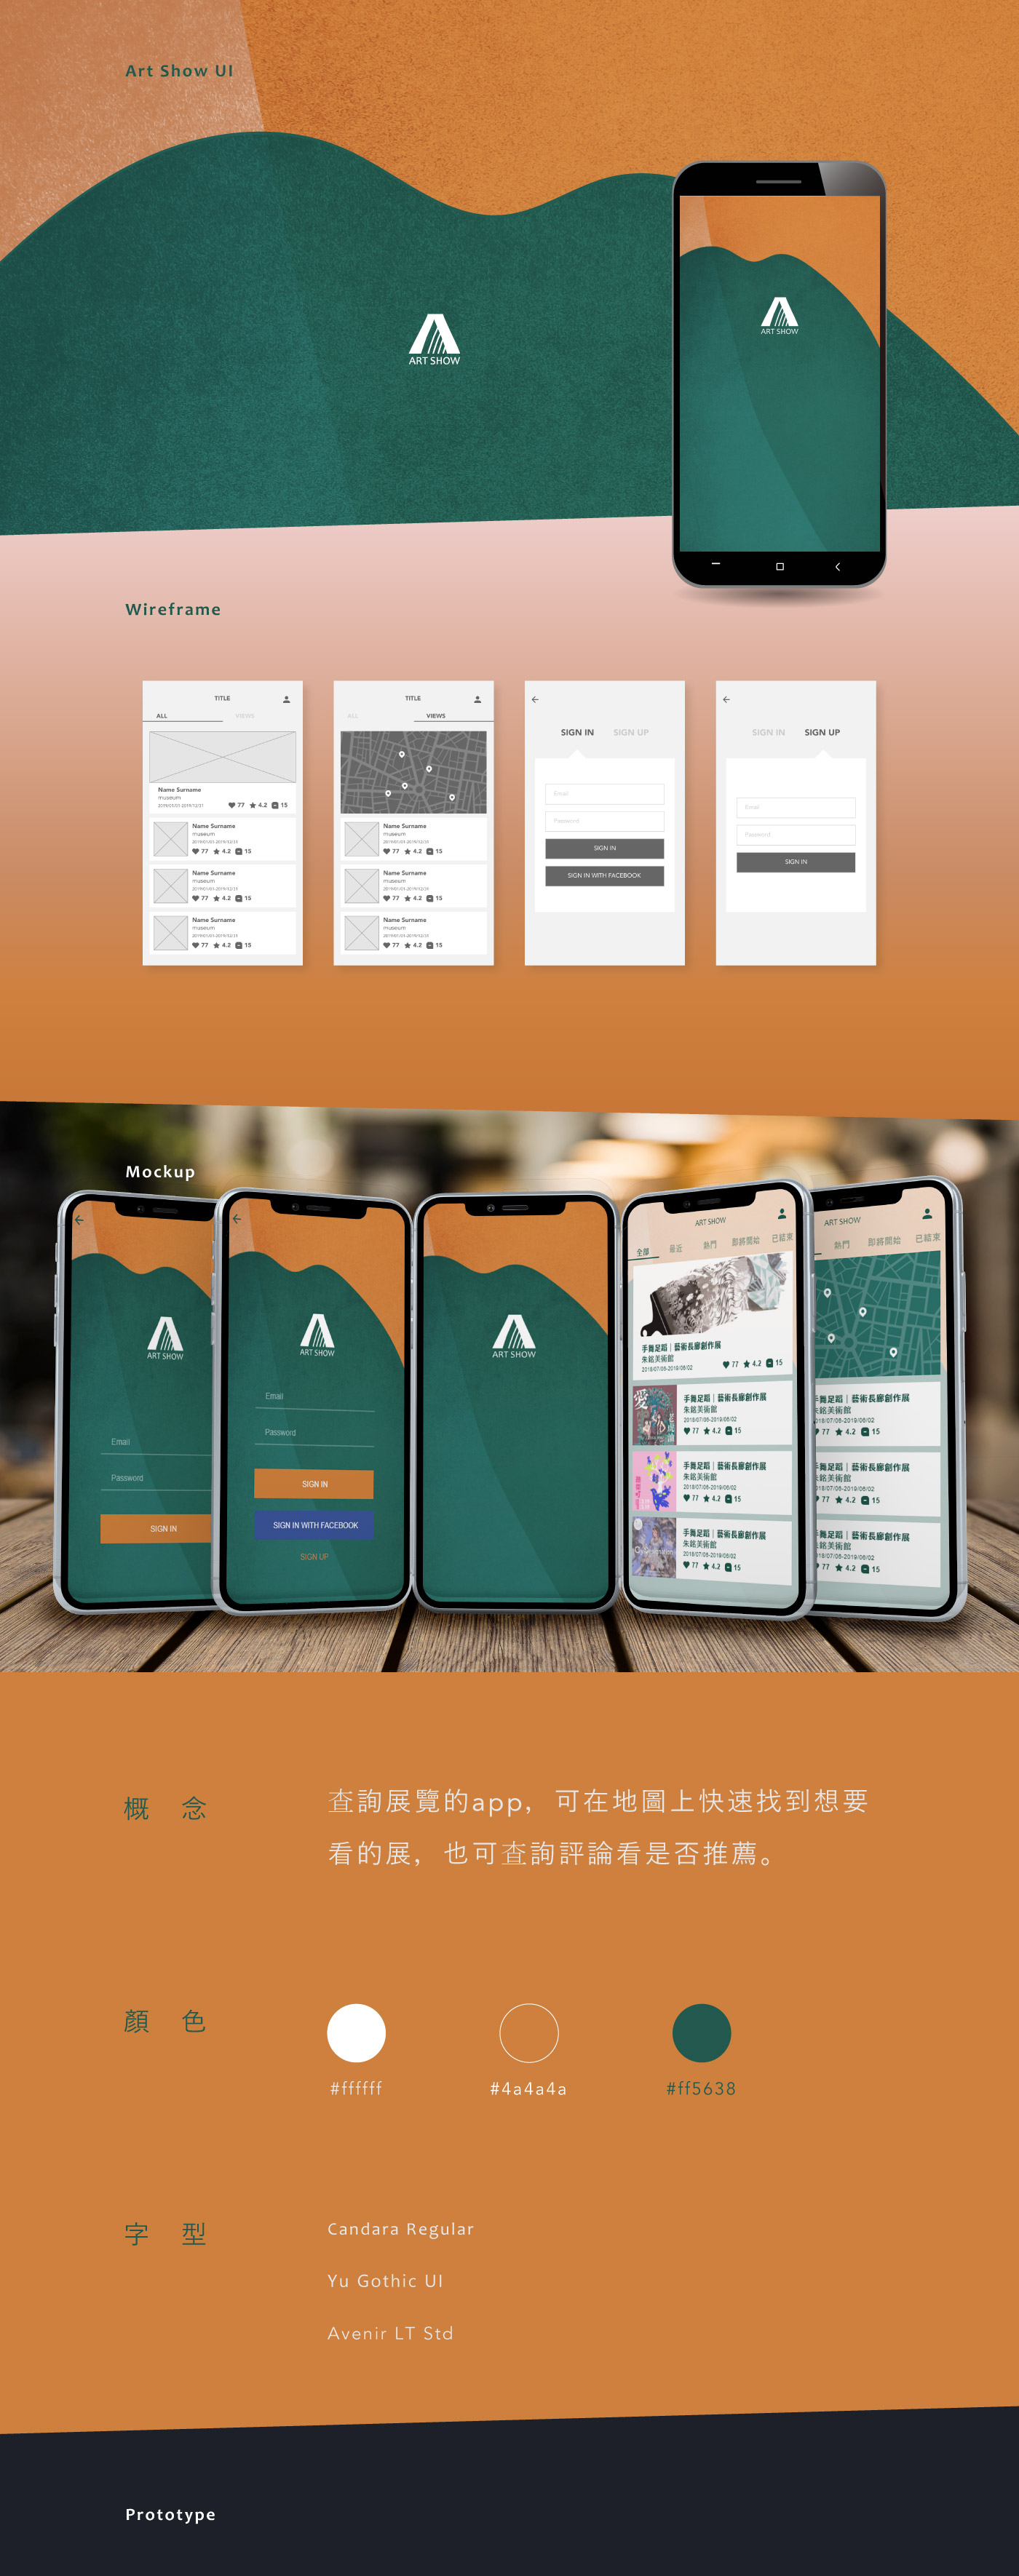 Art Show UI
ART SHOW
ART SHOW
Wireframe
TITLE
ALL VIEWS
Name Surname
museum
2019/01/01-2019/12/31
77 4.2 15
Name Surname
museum
2019/01/01-2019/12/31
77 4.2 15
Name Surname
museum
2019/01/01-2019/12/31
77 4.2 15
Name Surname
museum
2019/01/01-2019/12/31
77 4.2 15
TITLE
ALL VIEWS
Name Surname
museum
2019/01/01-2019/12/31
77 4.2 15
Name Surname
museum
2019/01/01-2019/12/31
77 4.2 15
Name Surname
museum
2019/01/01-2019/12/31
77 4.2 15
SIGN IN SIGN UP
Email
Password
SIGN IN
SIGN IN WITH FACEBOOK
SIGN IN SIGN UP
Email
Password
SIGN IN
Mockup
ART SHOW
Email
Password
SIGN IN
ART SHOW
Email
Password
SIGN IN
SIGN IN WITH FACEBOOK
SIGN UP
ART SHOW
ART SHOW
全部 最近 熱門 即將開始 已結束
手舞足蹈｜藝術長廊創作展
朱銘美術館
2018/07/06-2019/06/02
77 4.2 15
手舞足蹈｜藝術長廊創作展
朱銘美術館
2018/07/06-2019/06/02
77 4.2 15
手舞足蹈｜藝術長廊創作展
朱銘美術館
2018/07/06-2019/06/02
77 4.2 15
手舞足蹈｜藝術長廊創作展
朱銘美術館
2018/07/06-2019/06/02
77 4.2 15
ART SHOW
熱門 即將開始 已結束
手舞足蹈｜藝術長廊創作展
朱銘美術館
2018/07/06-2019/06/02
77 4.2 15
手舞足蹈｜藝術長廊創作展
朱銘美術館
2018/07/06-2019/06/02
77 4.2 15
手舞足蹈｜藝術長廊創作展
朱銘美術館
2018/07/06-2019/06/02
77 4.2 15
概 念
查詢展覽的app，可在地圖上快速找到想要
看的展，也可查詢評論看是否推薦。
顏 色
#ffffff #4a4a4a #ff5638
字 型
Candara Regular
Yu Gothic UI
Avenir LT Std
Prototype